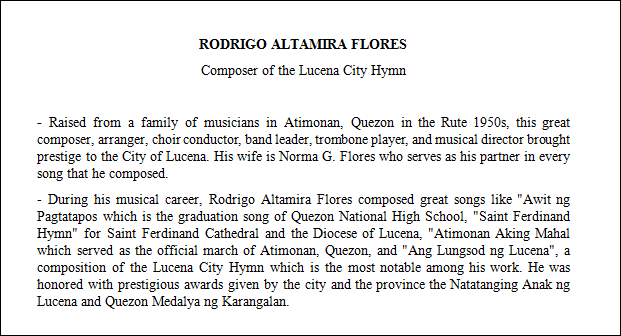 RODRIGO ALTAMIRA FLORES
Composer of the Lucena City Hymn
- Raised from a family of musicians in Atimonan, Quezon in the Rute 1950s, this great
composer, arranger, choir conductor, band leader, trombone player, and musical director brought
prestige to the City of Lucena. His wife is Norma G. Flores who serves as his partner in every
song that he composed.
- During his musical career, Rodrigo Altamira Flores composed great songs like "Awit ng
Pagtatapos which is the graduation song of Quezon National High School, "Saint Ferdinand
Hymn" for Saint Ferdinand Cathedral and the Diocese of Lucena, "Atimonan Aking Mahal
which served as the official march of Atimonan, Quezon, and "Ang Lungsod ng Lucena", a
composition of the Lucena City Hymn which is the most notable among his work. He was
honored with prestigious awards given by the city and the province the Natatanging Anak ng
Lucena and Quezon Medalya ng Karangalan.